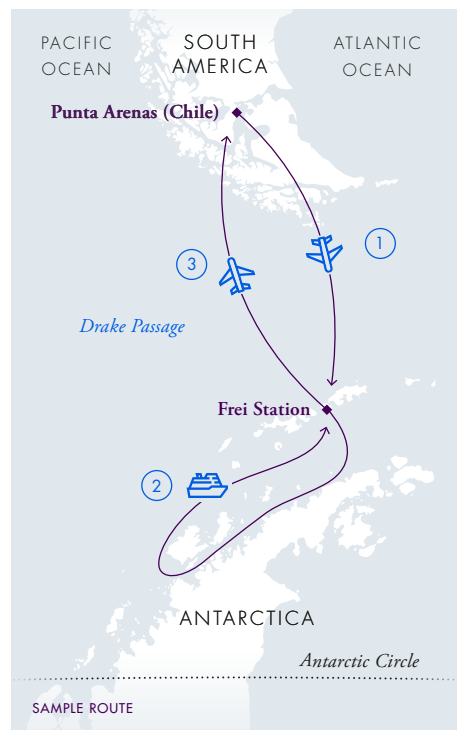 PACIFIC
OCEAN
SOUTH
AMERICA
ATLANTIC
OCEAN
Punta Arenas (Chile)
1
3
Drake Passage
Frei Station
2
ANTARCTICA
Antarctic Circle
SAMPLE ROUTE